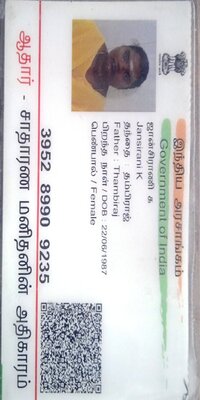 இந்திய அரசாங்கம்
Government of India
ஜான்சிராணி க
Jansirani K
தந்தை : தம்பிராஜ்
Father : Thambiraj
பிறந்த நாள் / DOB : 22/06/1987
பெண்பால் / Female
3952 8990 9235
ஆதார் - சாதாரண மனிதனின் அதிகாரம்